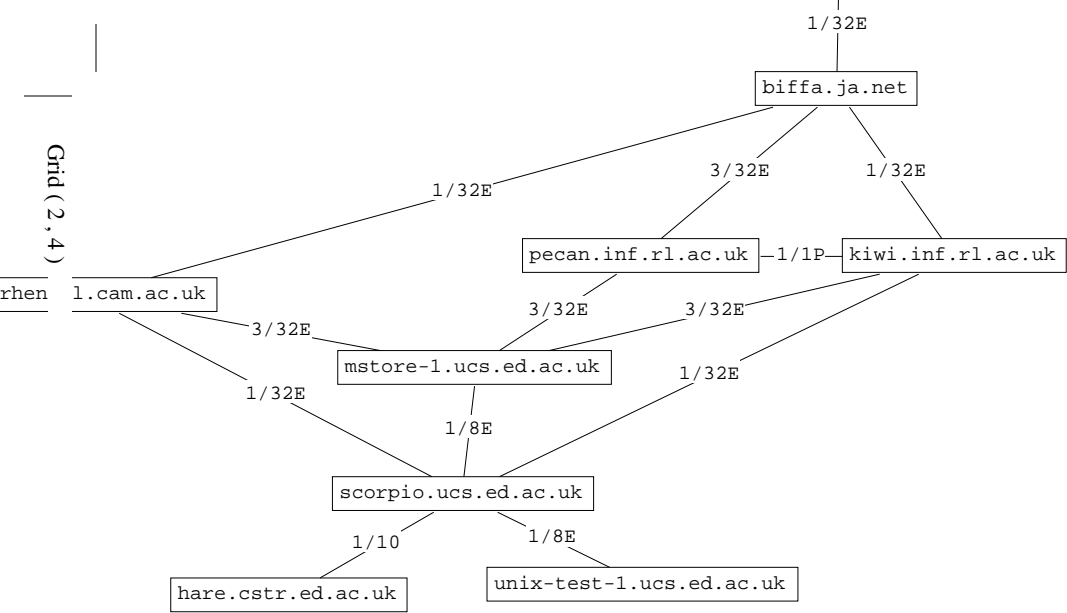 1/32E
biffa.ja.net
3/32E
1/32E
1/32E
Grid ( 2 , 4 )
pecan.inf.rl.ac.uk
1/1P
kiwi.inf.rl.ac.uk
rhen l.cam.ac.uk
3/32E
3/32E
3/32E
mstore-1.ucs.ed.ac.uk
1/32E
1/32E
1/8E
scorpio.ucs.ed.ac.uk
1/10
1/8E
hare.cstr.ed.ac.uk
unix-test-1.ucs.ed.ac.uk